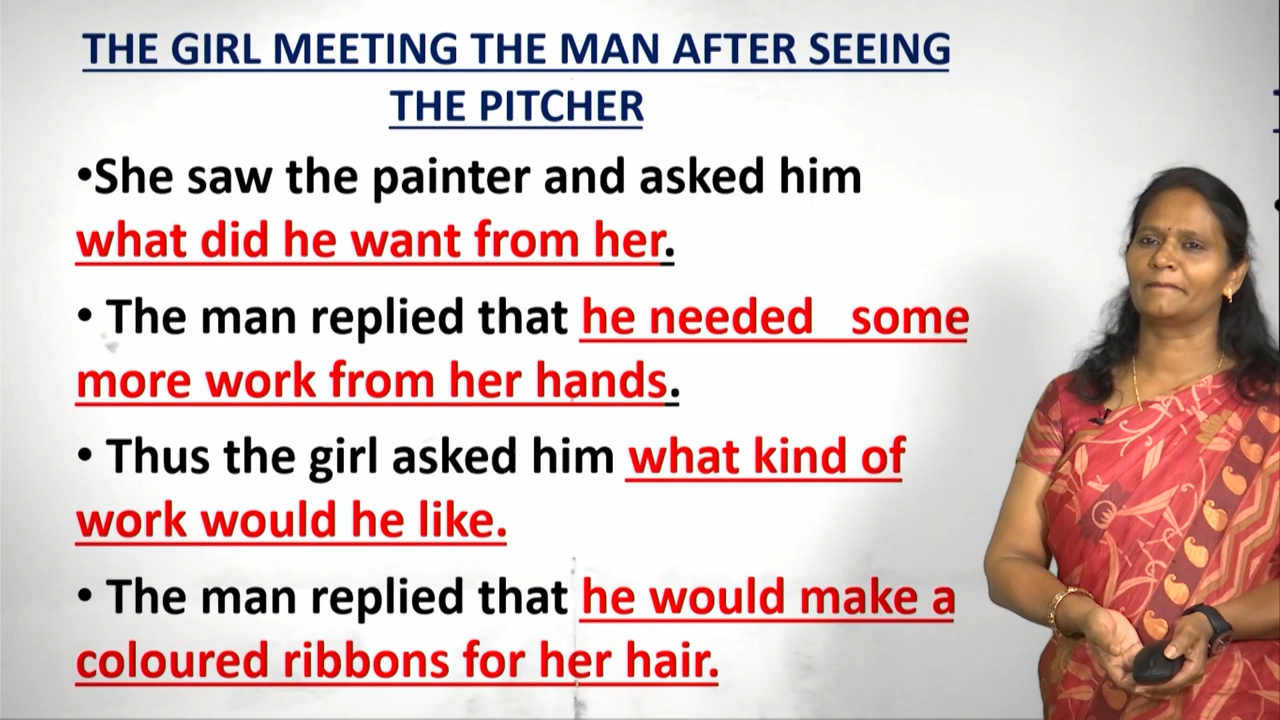 THE GIRL MEETING THE MAN AFTER SEEING
THE PITCHER
•She saw the painter and asked him
what did he want from her.
• The man replied that he needed some
more work from her hands.
• Thus the girl asked him what kind of
work would he like.
• The man replied that he would make a
coloured ribbons for her hair.